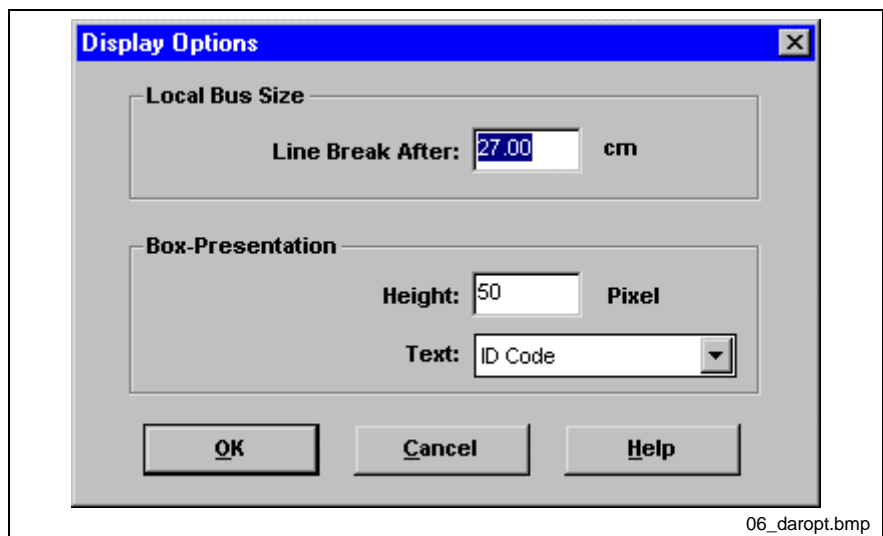 Display Options
Local Bus Size
Line Break After: 27.00 cm
Box-Presentation
Height: 50 Pixel
Text: ID Code
OK Cancel Help
06_daropt.bmp